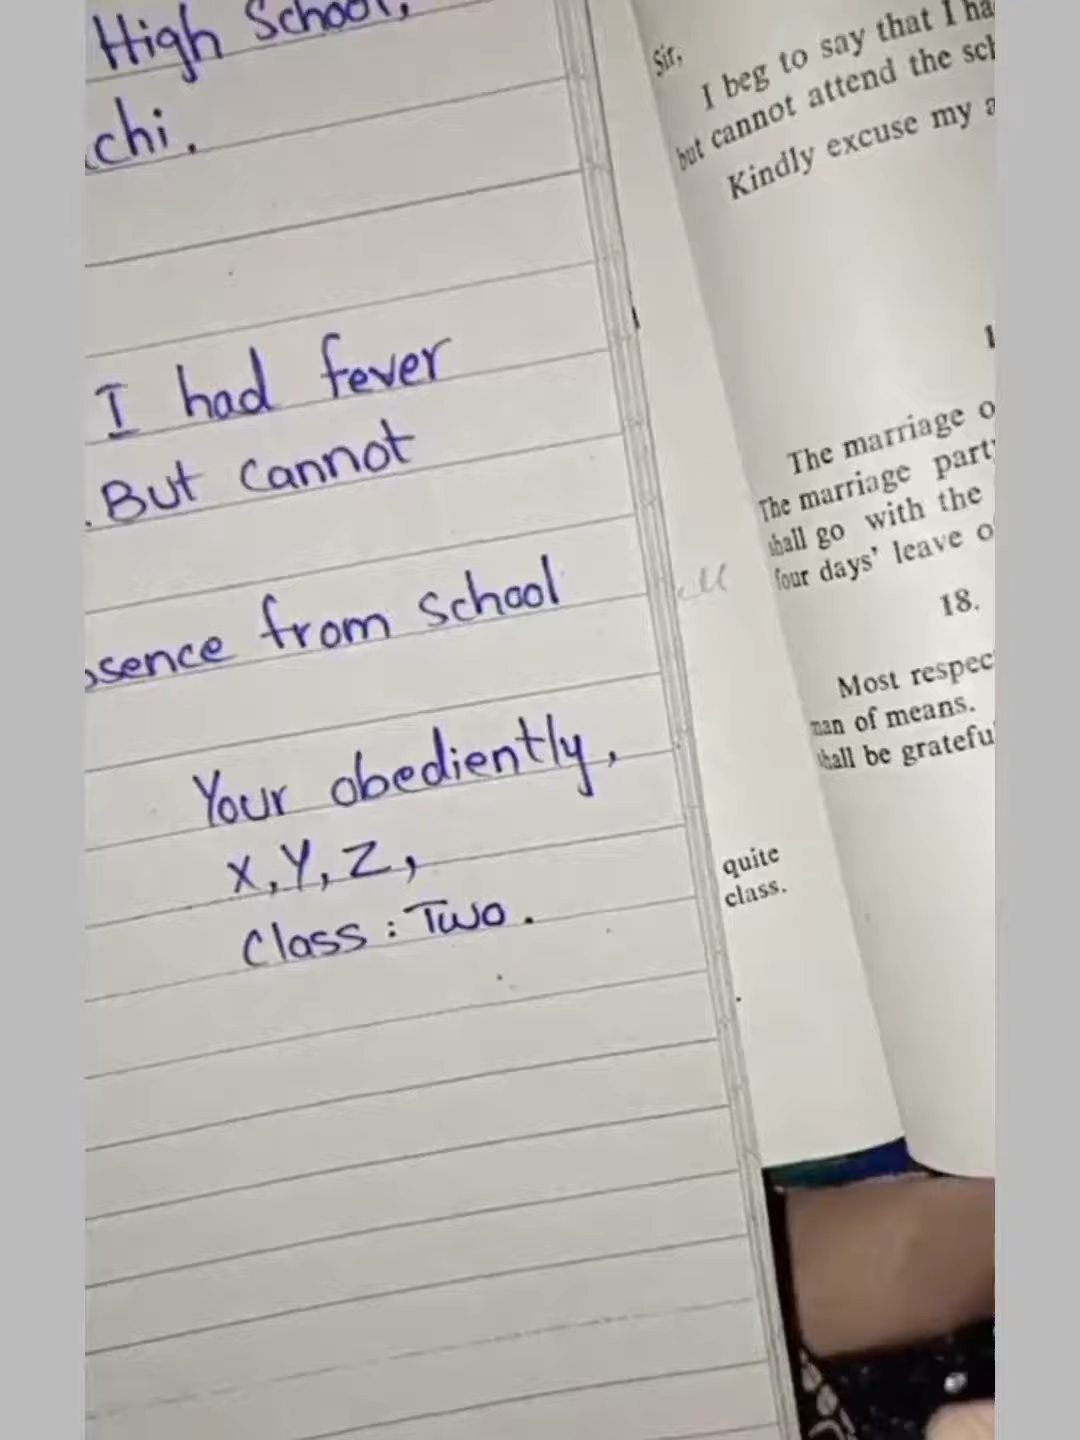 High School,
chi.
I had fever
. But cannot
sence from school
Your obediently,
X, Y, Z,
Class : Two .
Sir,
I beg to say that I ha
but cannot attend the sch
Kindly excuse my a
1
The marriage o
The marriage part
shall go with the
four days' leave o
18.
Most respec
man of means.
shall be gratefu
quite
class.